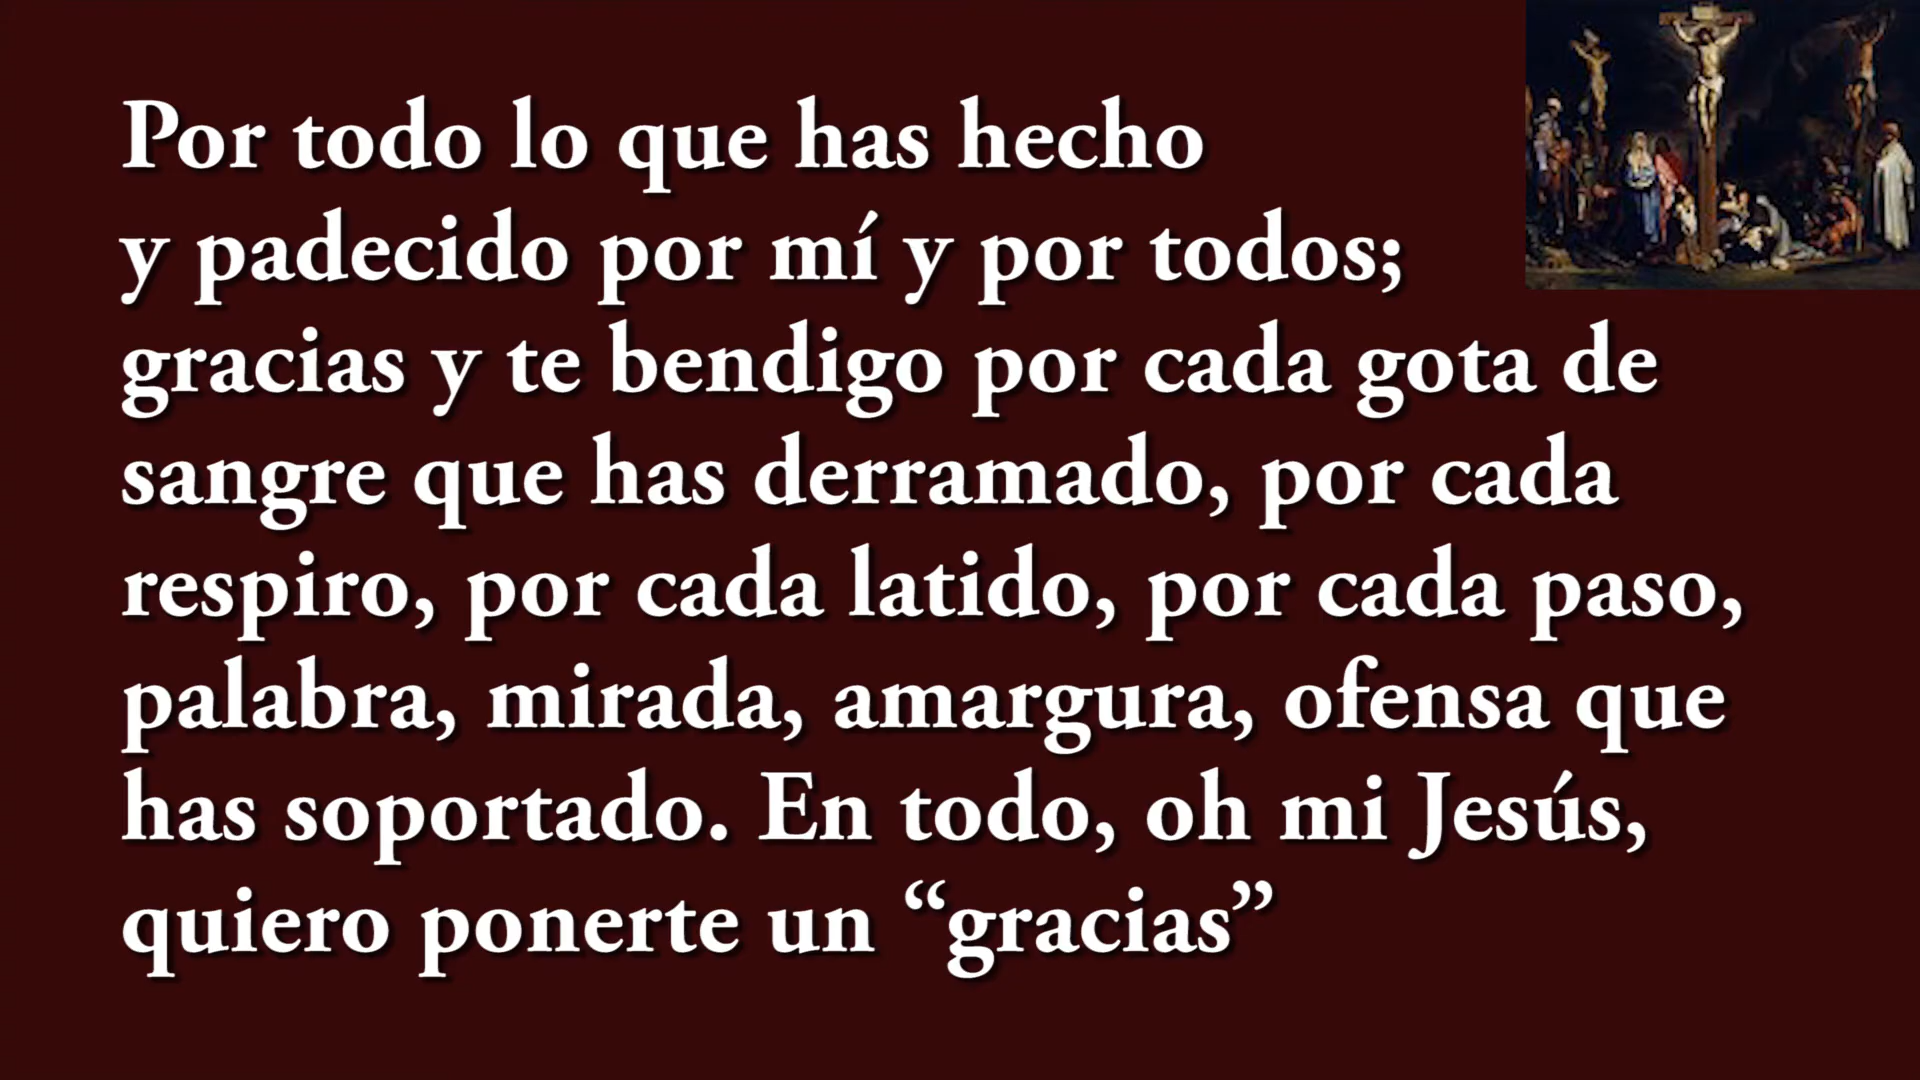 Por todo lo que has hecho
y padecido por mí y por todos;
gracias y te bendigo por cada gota de
sangre que has derramado, por cada
respiro, por cada latido, por cada paso,
palabra, mirada, amargura, ofensa que
has soportado. En todo, oh mi Jesús,
quiero ponerte un “gracias”